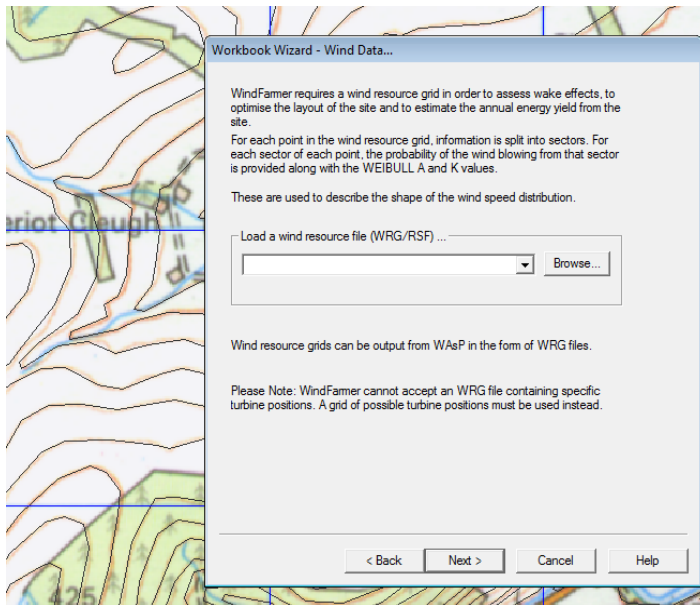 Workbook Wizard - Wind Data...
WindFarmer requires a wind resource grid in order to assess wake effects, to
optimise the layout of the site and to estimate the annual energy yield from the
site.
For each point in the wind resource grid, information is split into sectors. For
each sector of each point, the probability of the wind blowing from that sector
is provided along with the WEIBULL A and K values.
These are used to describe the shape of the wind speed distribution.
Load a wind resource file (WRG/RSF) ...
Browse...
eriot Cleugh
Wind resource grids can be output from WAsP in the form of WRG files.
Please Note: WindFarmer cannot accept an WRG file containing specific
turbine positions. A grid of possible turbine positions must be used instead.
< Back Next > Cancel Help
425